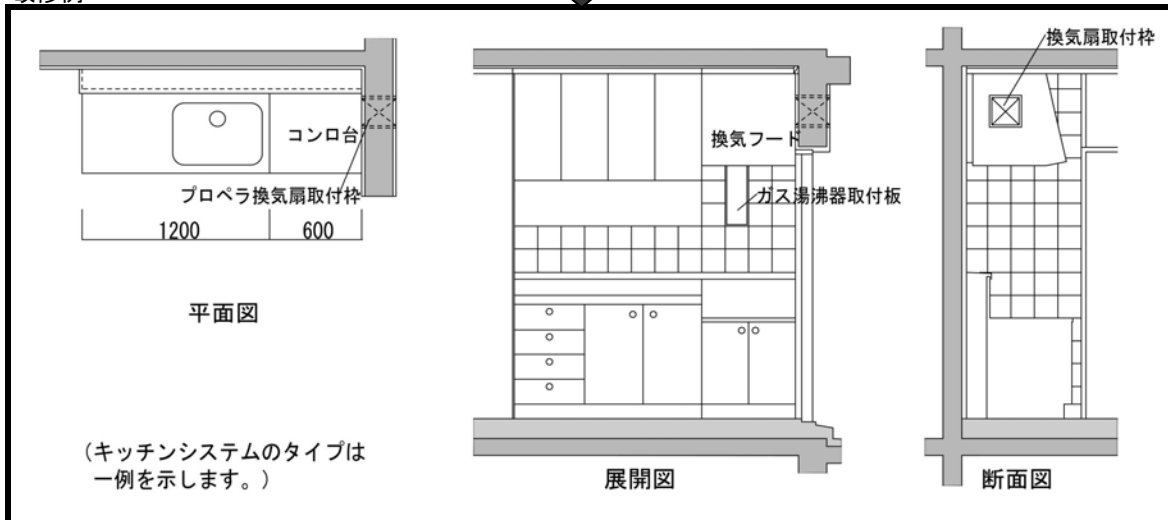 コンロ台
プロペラ換気扇取付枠
1200
600
平面図
(キッチンシステムのタイプは
一例を示します。)
換気フード
ガス湯沸器取付板
展開図
換気扇取付枠
断面図